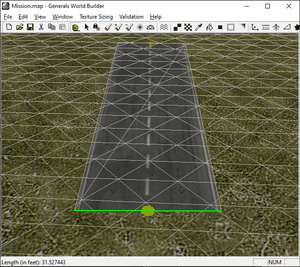 Mission.map - Generals World Builder
File Edit View Window Texture Sizing Validation Help
Length (in feet): 31.527443
NUM